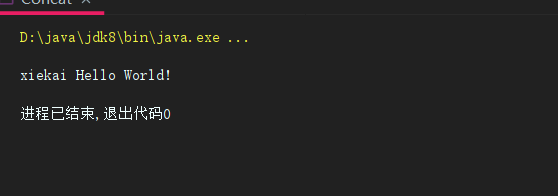 Concat
D:\java\jdk8\bin\java.exe ...
xiekai Hello World!
进程已结束,退出代码0